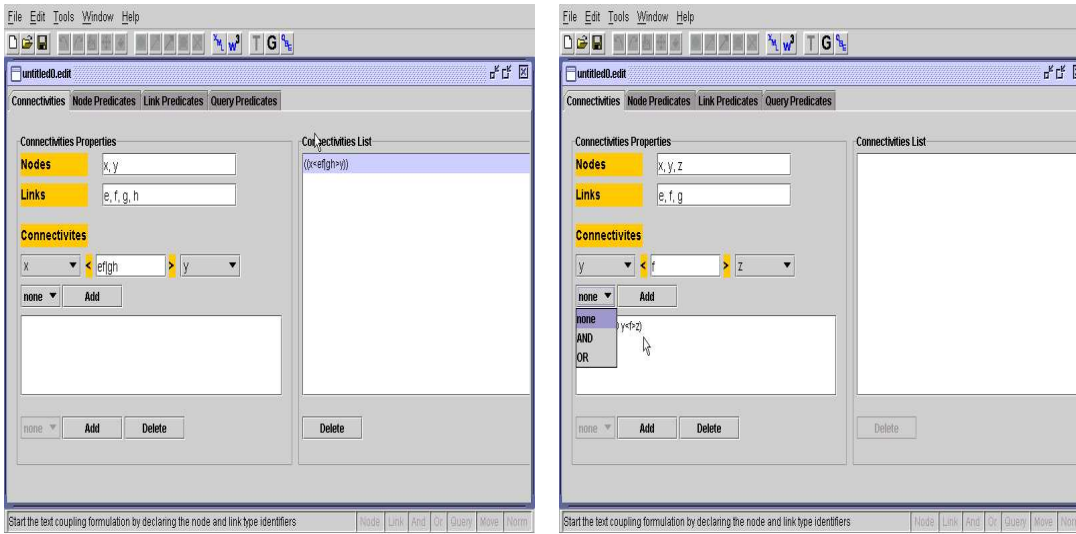 File Edit Tools Window Help
T G
untitled0.edit
Connectivities Node Predicates Link Predicates Query Predicates
Connectivities Properties
Nodes x, y
Links e, f, g, h
Connectivites
x < ef|gh > y
none Add
none Add Delete
Connectivities List
((x<ef|gh>y))
Delete
Start the text coupling formulation by declaring the node and link type identifiers Node Link And Or Query Move Norm
File Edit Tools Window Help
T G
untitled0.edit
Connectivities Node Predicates Link Predicates Query Predicates
Connectivities Properties
Nodes x, y, z
Links e, f, g
Connectivites
y < f > z
none Add
none
AND
OR
y<f>z)
none Add Delete
Connectivities List
Delete
Start the text coupling formulation by declaring the node and link type identifiers Node Link And Or Query Move